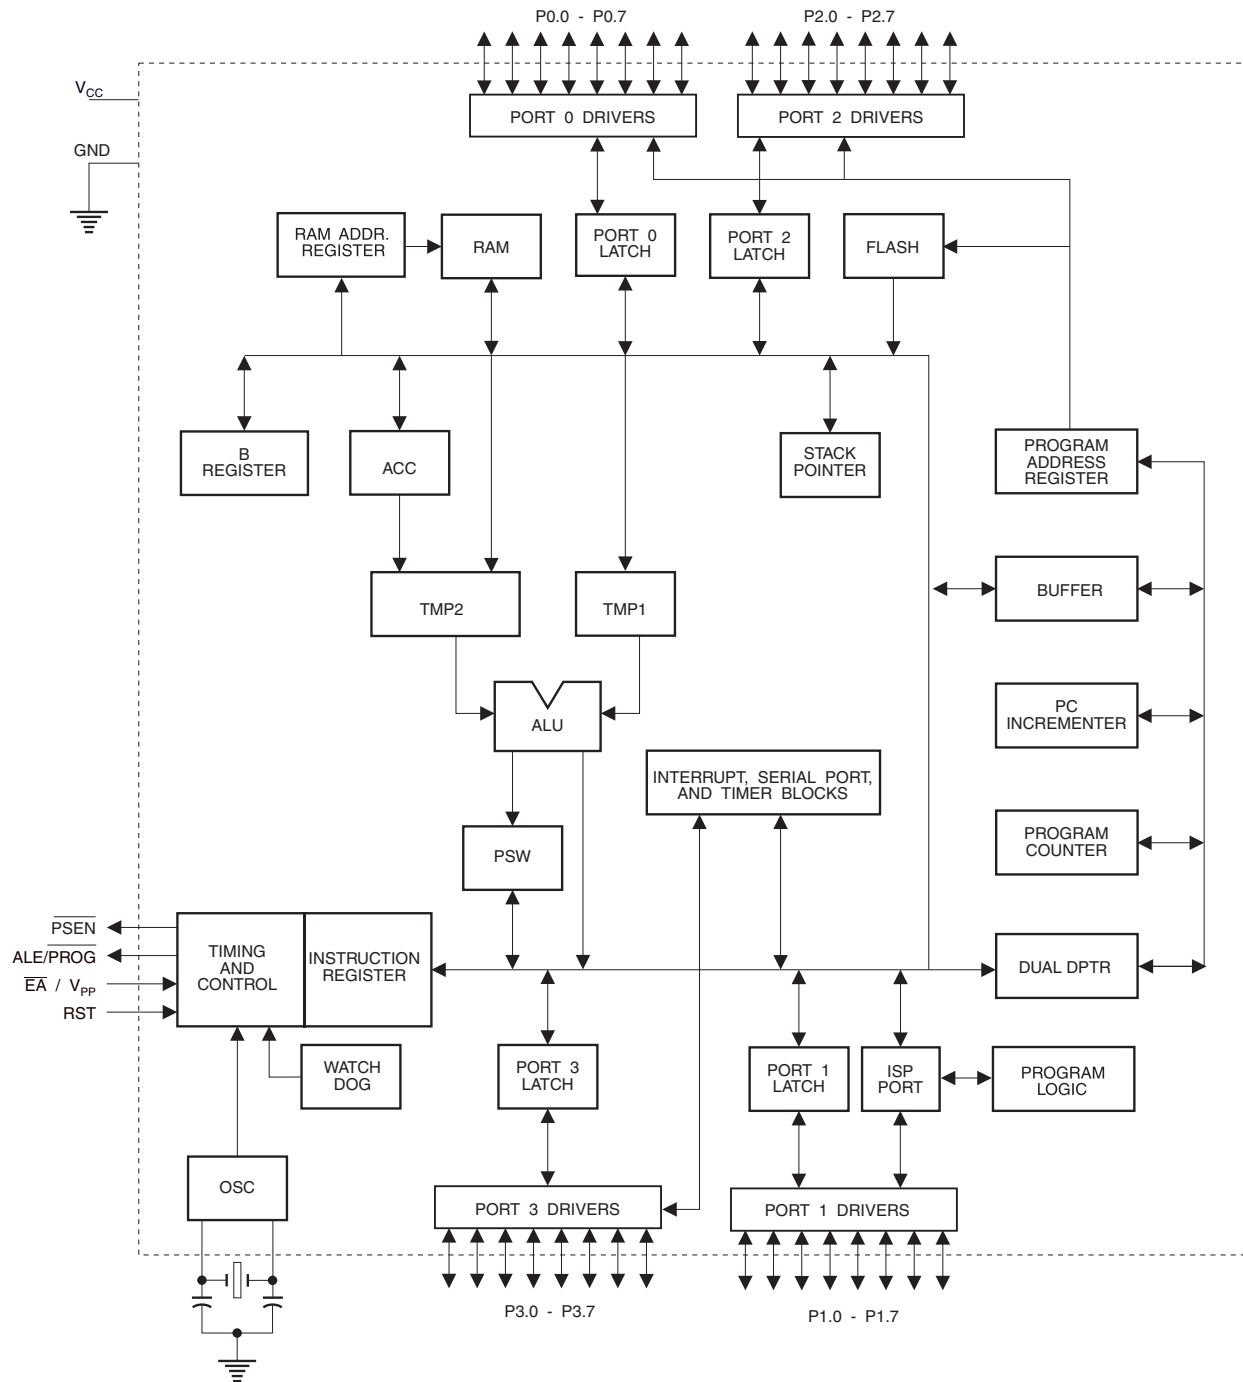 P0.0 - P0.7
P2.0 - P2.7
VCC
GND
PORT 0 DRIVERS
PORT 2 DRIVERS
RAM ADDR.
REGISTER
RAM
PORT 0
LATCH
PORT 2
LATCH
FLASH
B
REGISTER
ACC
STACK
POINTER
PROGRAM
ADDRESS
REGISTER
TMP2
TMP1
BUFFER
ALU
PC
INCREMENTER
INTERRUPT, SERIAL PORT,
AND TIMER BLOCKS
PSW
PROGRAM
COUNTER
PSEN
ALE/PROG
EA / VPP
RST
TIMING
AND
CONTROL
INSTRUCTION
REGISTER
DUAL DPTR
WATCH
DOG
PORT 3
LATCH
PORT 1
LATCH
ISP
PORT
PROGRAM
LOGIC
OSC
PORT 3 DRIVERS
PORT 1 DRIVERS
P3.0 - P3.7
P1.0 - P1.7